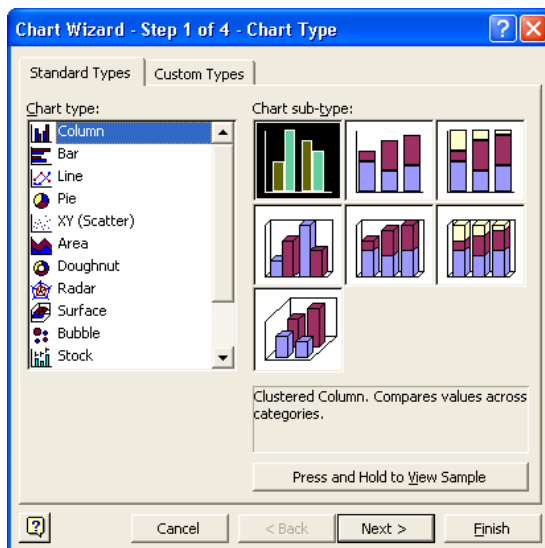 Chart Wizard - Step 1 of 4 - Chart Type
Standard Types
Custom Types
Chart type:
Column
Bar
Line
Pie
XY (Scatter)
Area
Doughnut
Radar
Surface
Bubble
Stock
Chart sub-type:
Clustered Column. Compares values across
categories.
Press and Hold to View Sample
Cancel
< Back
Next >
Finish